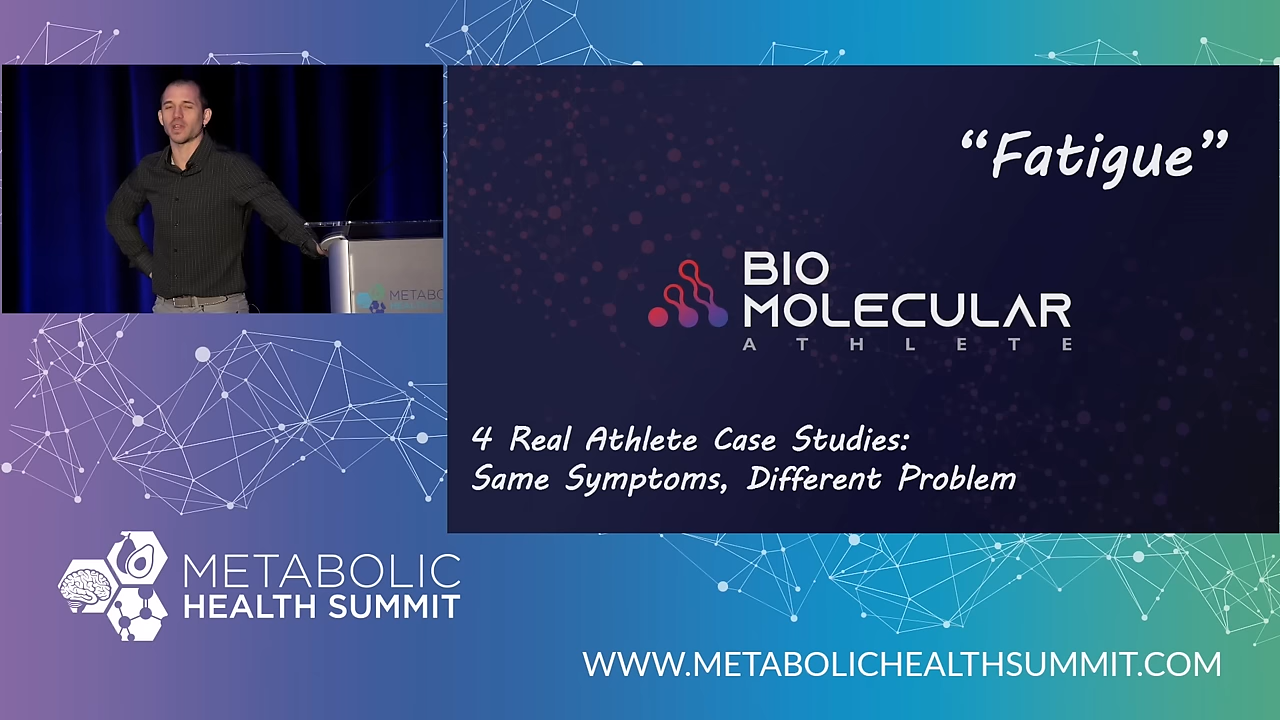 “Fatigue”
BIO
MOLECULAR
ATHLETE
4 Real Athlete Case Studies:
Same Symptoms, Different Problem
METABOLIC
HEALTH SUMMIT
WWW.METABOLICHEALTHSUMMIT.COM